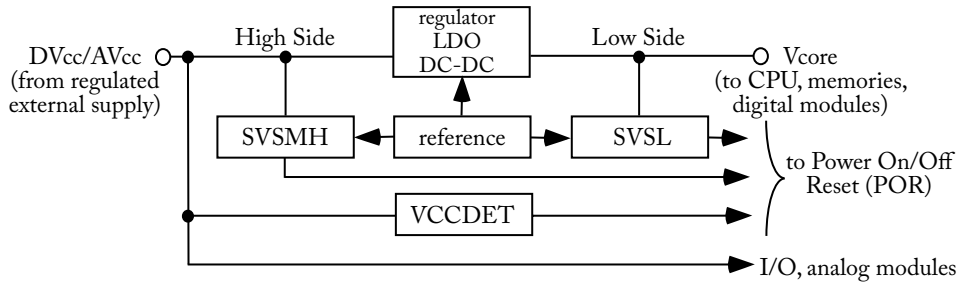 regulator
LDO
DC-DC
High Side
Low Side
DVcc/AVcc
(from regulated
external supply)
Vcore
(to CPU, memories,
digital modules)
SVSMH
reference
SVSL
to Power On/Off
Reset (POR)
VCCDET
I/O, analog modules